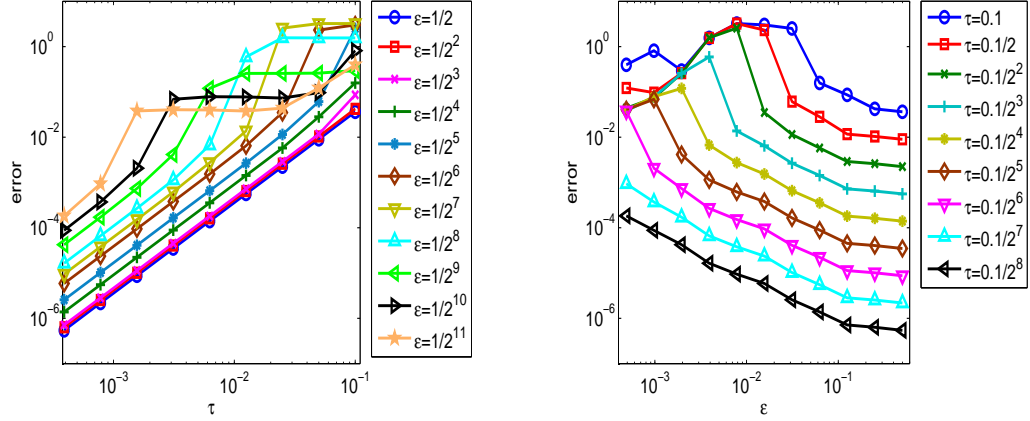 10^0
10^-2
10^-4
10^-6
error
10^-3
10^-2
10^-1
τ
ε=1/2
ε=1/2^2
ε=1/2^3
ε=1/2^4
ε=1/2^5
ε=1/2^6
ε=1/2^7
ε=1/2^8
ε=1/2^9
ε=1/2^10
ε=1/2^11
10^0
10^-2
10^-4
10^-6
error
10^-3
10^-2
10^-1
ε
τ=0.1
τ=0.1/2
τ=0.1/2^2
τ=0.1/2^3
τ=0.1/2^4
τ=0.1/2^5
τ=0.1/2^6
τ=0.1/2^7
τ=0.1/2^8